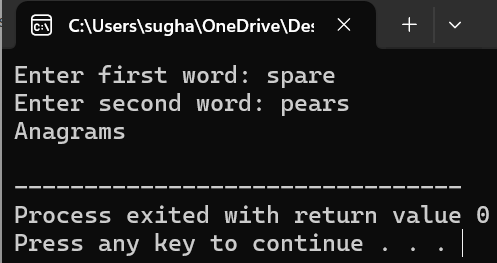 C:\Users\sugha\OneDrive\Des
Enter first word: spare
Enter second word: pears
Anagrams
--------------------------------
Process exited with return value 0
Press any key to continue . . .